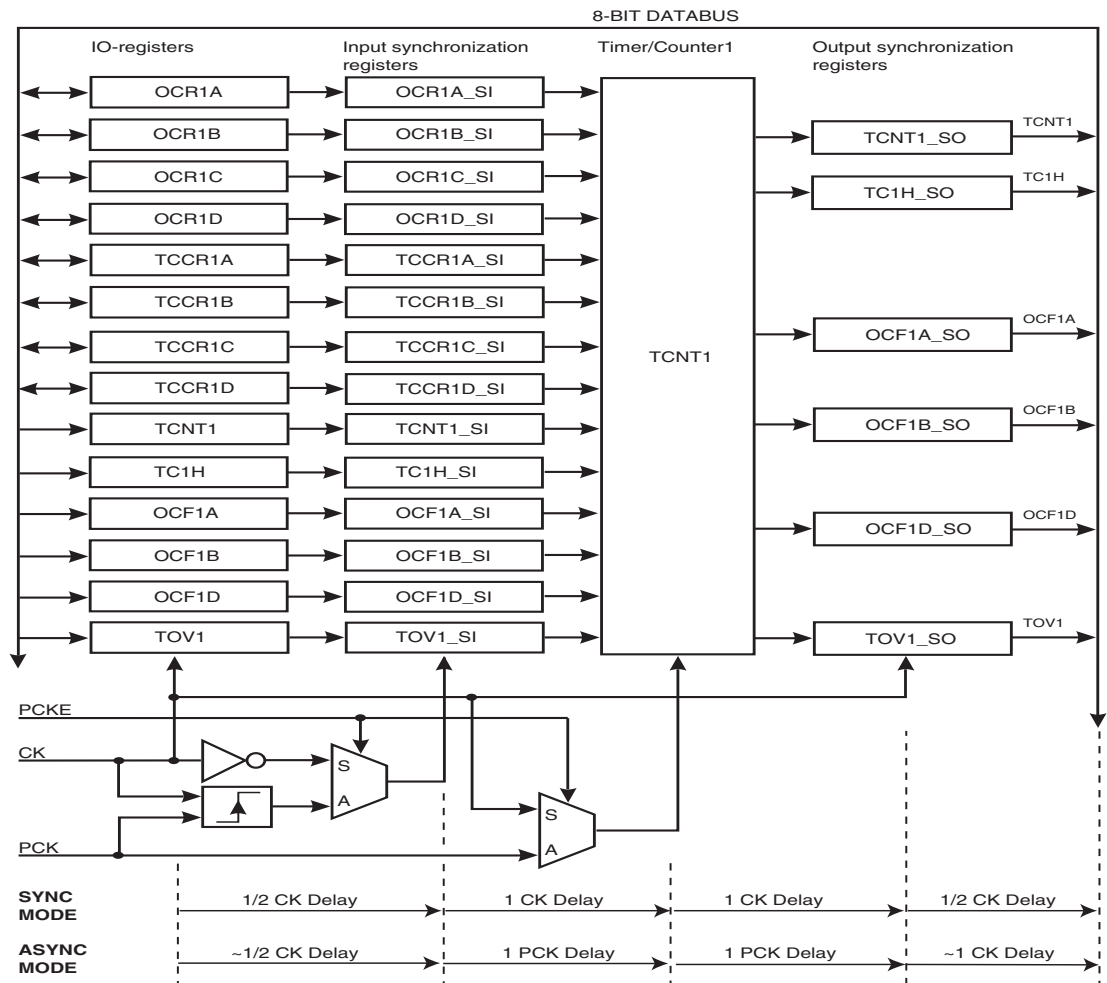 8-BIT DATABUS
IO-registers
Input synchronization
registers
Timer/Counter1
Output synchronization
registers
OCR1A
OCR1A_SI
OCR1B
OCR1B_SI
OCR1C
OCR1C_SI
OCR1D
OCR1D_SI
TCCR1A
TCCR1A_SI
TCCR1B
TCCR1B_SI
TCCR1C
TCCR1C_SI
TCCR1D
TCCR1D_SI
TCNT1
TCNT1_SI
TC1H
TC1H_SI
OCF1A
OCF1A_SI
OCF1B
OCF1B_SI
OCF1D
OCF1D_SI
TOV1
TOV1_SI
TCNT1
TCNT1_SO
TCNT1
TC1H_SO
TC1H
OCF1A_SO
OCF1A
OCF1B_SO
OCF1B
OCF1D_SO
OCF1D
TOV1_SO
TOV1
PCKE
CK
S
A
S
A
PCK
SYNC
MODE
1/2 CK Delay
1 CK Delay
1 CK Delay
1/2 CK Delay
ASYNC
MODE
~1/2 CK Delay
1 PCK Delay
1 PCK Delay
~1 CK Delay